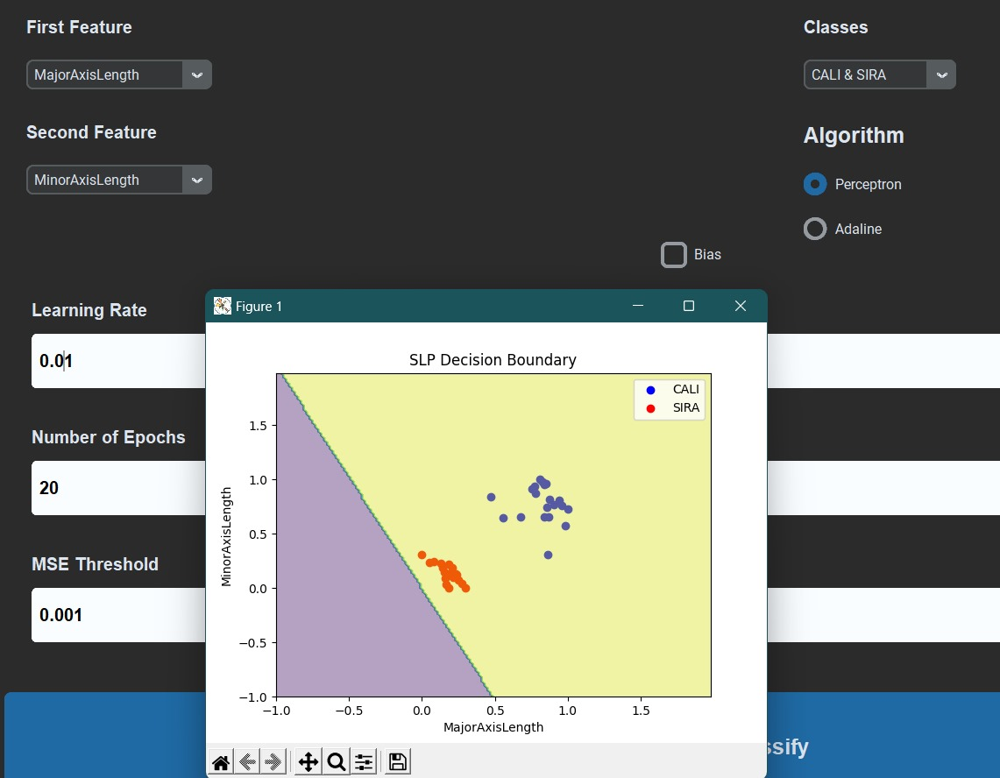 First Feature
Classes
MajorAxisLength
CALI & SIRA
Second Feature
Algorithm
MinorAxisLength
Perceptron
Adaline
Bias
Learning Rate
Figure 1
0.01
SLP Decision Boundary
CALI
SIRA
Number of Epochs
20
MSE Threshold
0.001
MinorAxisLength
1.5
1.0
0.5
0.0
−0.5
−1.0
−1.0 −0.5 0.0 0.5 1.0 1.5
MajorAxisLength
ssify